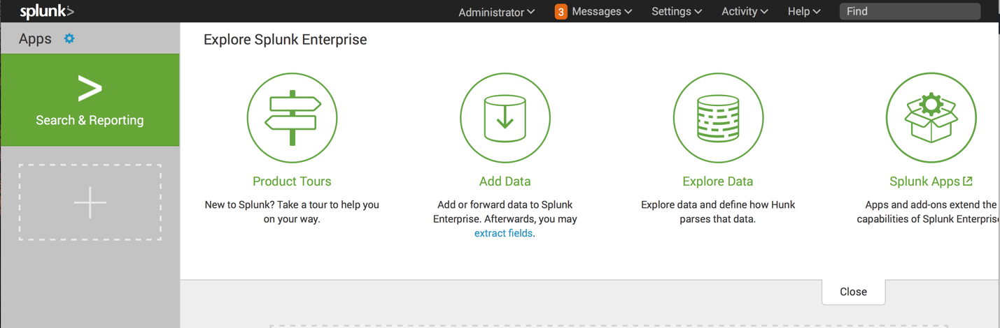 splunk>
Administrator
3 Messages
Settings
Activity
Help
Find
Apps
Explore Splunk Enterprise
>
Search & Reporting
Product Tours
New to Splunk? Take a tour to help you
on your way.
Add Data
Add or forward data to Splunk
Enterprise. Afterwards, you may
extract fields.
Explore Data
Explore data and define how Hunk
parses that data.
Splunk Apps
Apps and add-ons extend the
capabilities of Splunk Enterprise
Close